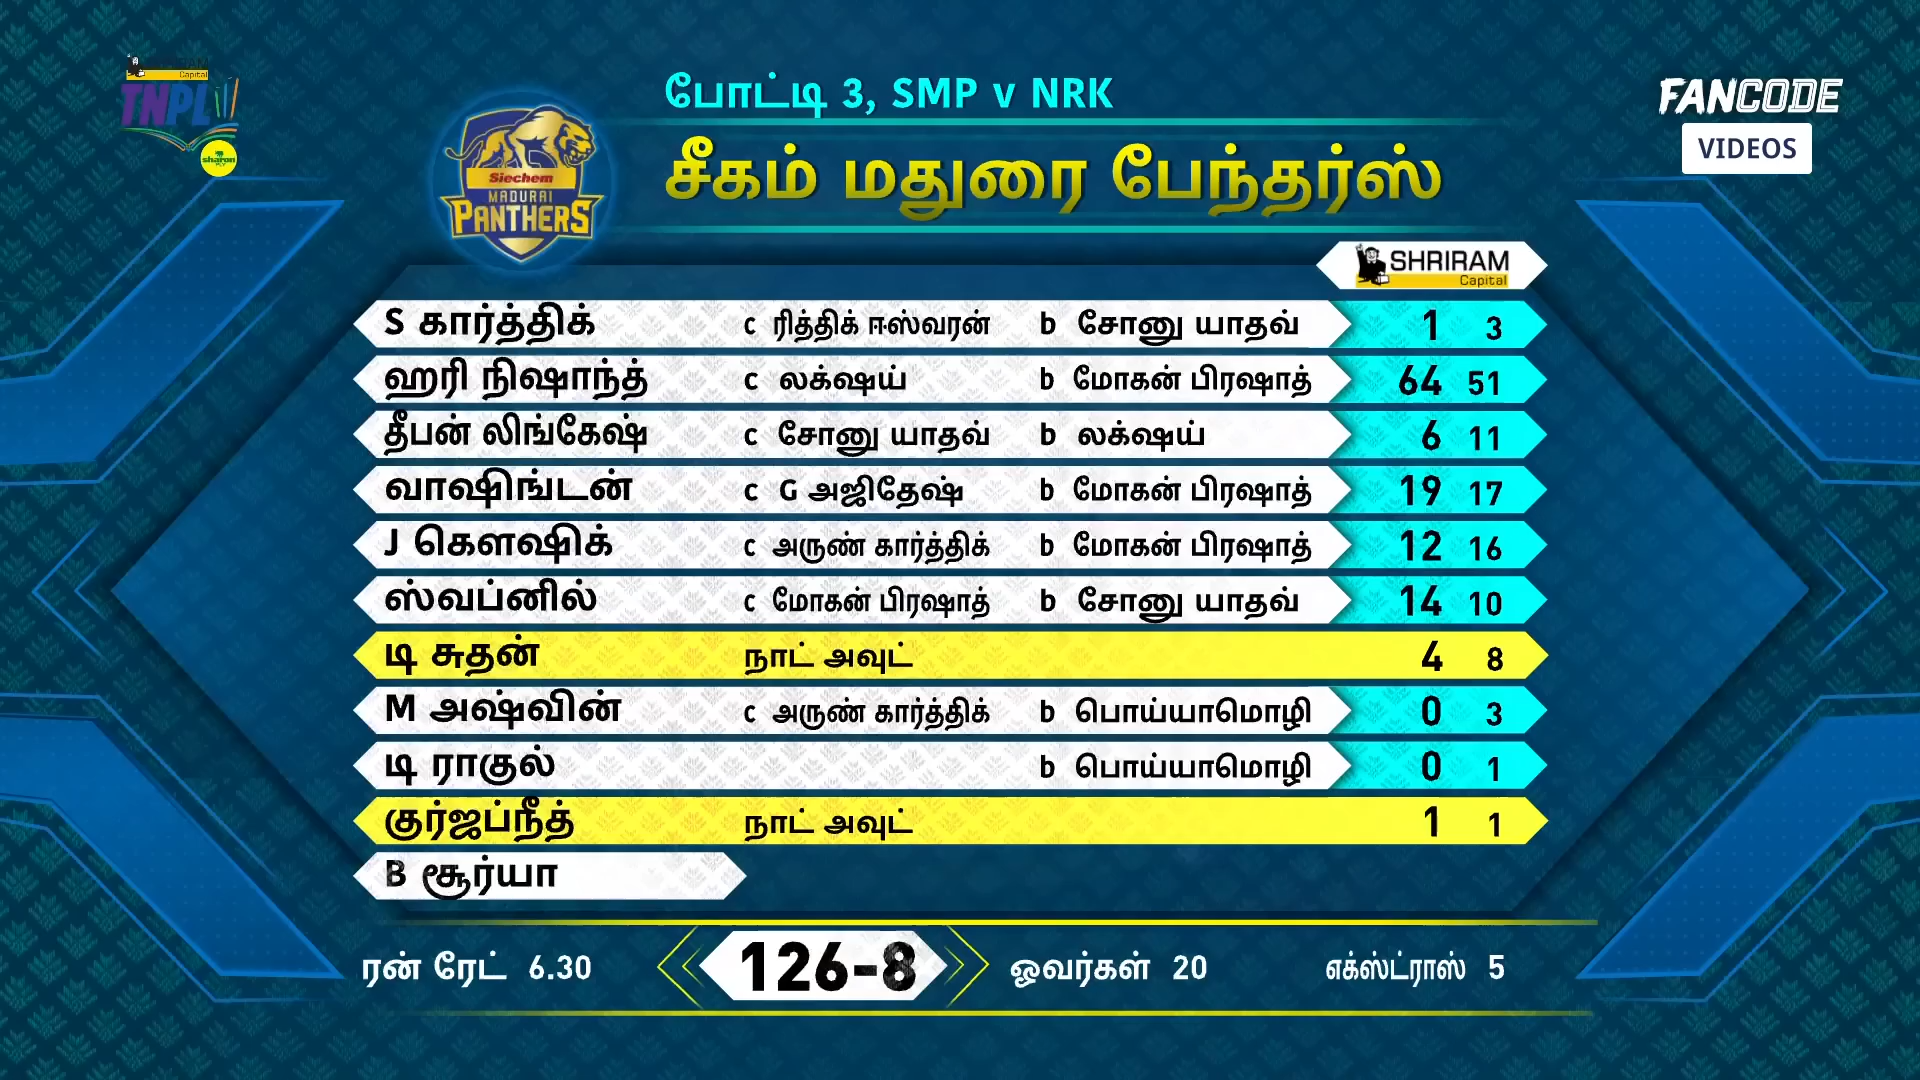 Capital
TNPL
sharon
PLY
போட்டி 3, SMP v NRK
FANCODE
VIDEOS
Siechem
MADURAI
PANTHERS
சீகம் மதுரை பேந்தர்ஸ்
SHRIRAM
Capital
S கார்த்திக் c ரித்திக் ஈஸ்வரன் b சோனு யாதவ் 1 3
ஹரி நிஷாந்த் c லக்ஷய் b மோகன் பிரஷாத் 64 51
தீபன் லிங்கேஷ் c சோனு யாதவ் b லக்ஷய் 6 11
வாஷிங்டன் c G அஜிதேஷ் b மோகன் பிரஷாத் 19 17
J கௌஷிக் c அருண் கார்த்திக் b மோகன் பிரஷாத் 12 16
ஸ்வப்னில் c மோகன் பிரஷாத் b சோனு யாதவ் 14 10
டி சுதன் நாட் அவுட் 4 8
M அஷ்வின் c அருண் கார்த்திக் b பொய்யாமொழி 0 3
டி ராகுல் b பொய்யாமொழி 0 1
குர்ஜப்நீத் நாட் அவுட் 1 1
B சூர்யா
ரன் ரேட் 6.30 126-8 ஓவர்கள் 20 எக்ஸ்ட்ராஸ் 5